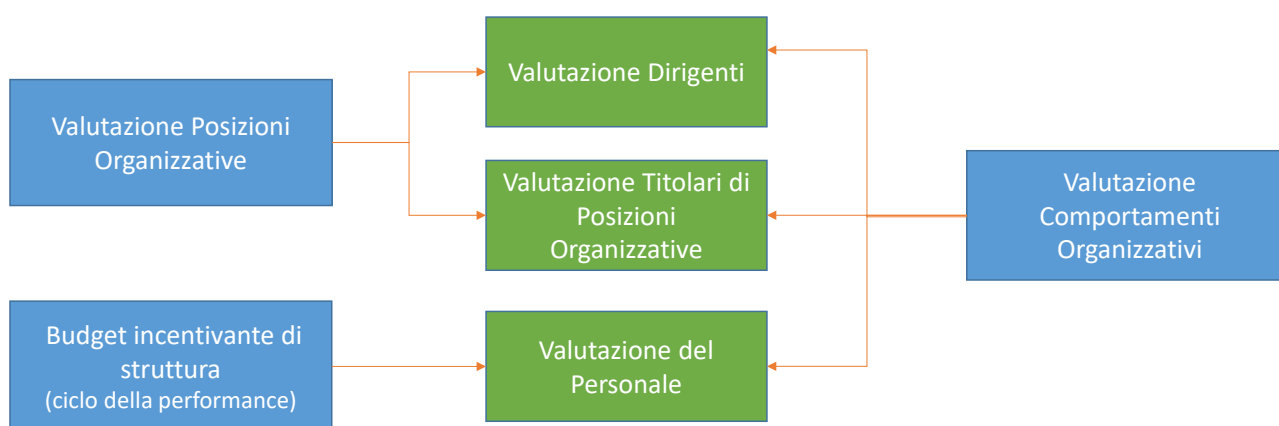 Valutazione Posizioni
Organizzative
Budget incentivante di
struttura
(ciclo della performance)
Valutazione Dirigenti
Valutazione Titolari di
Posizioni
Organizzative
Valutazione del
Personale
Valutazione
Comportamenti
Organizzativi